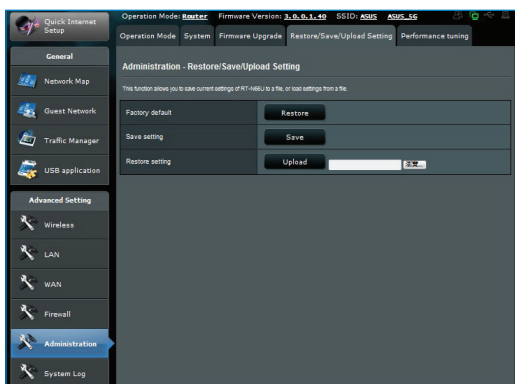 Quick Internet Setup
Operation Mode: Router Firmware Version: 3.0.0.1.40 SSID: ASUS ASUS_5G
Operation Mode System Firmware Upgrade Restore/Save/Upload Setting Performance tuning
General
Network Map
Guest Network
Traffic Manager
USB application
Advanced Setting
Wireless
LAN
WAN
Firewall
Administration
System Log
Administration - Restore/Save/Upload Setting
This function allows you to save current settings of RT-N66U to a file, or load settings from a file.
Factory default Restore
Save setting Save
Restore setting Upload